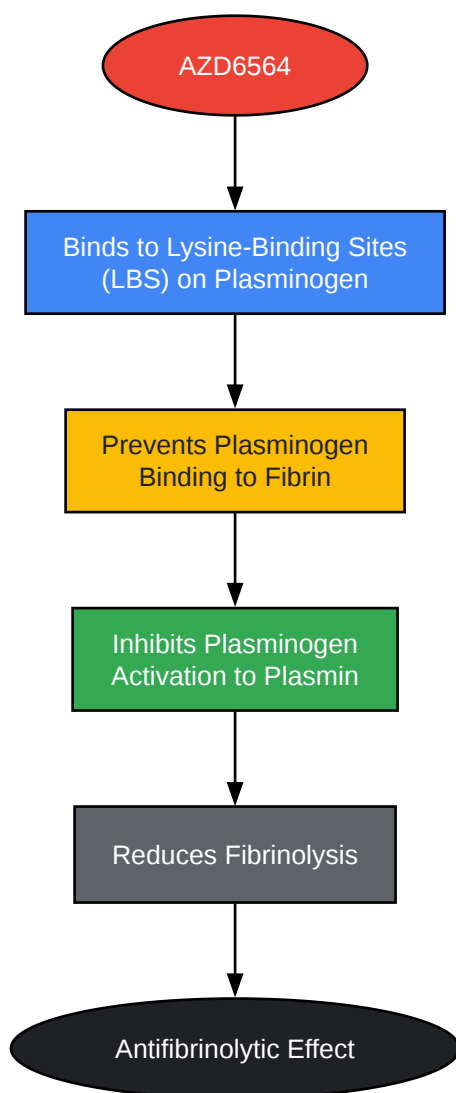 AZD6564
Binds to Lysine-Binding Sites
(LBS) on Plasminogen
Prevents Plasminogen
Binding to Fibrin
Inhibits Plasminogen
Activation to Plasmin
Reduces Fibrinolysis
Antifibrinolytic Effect